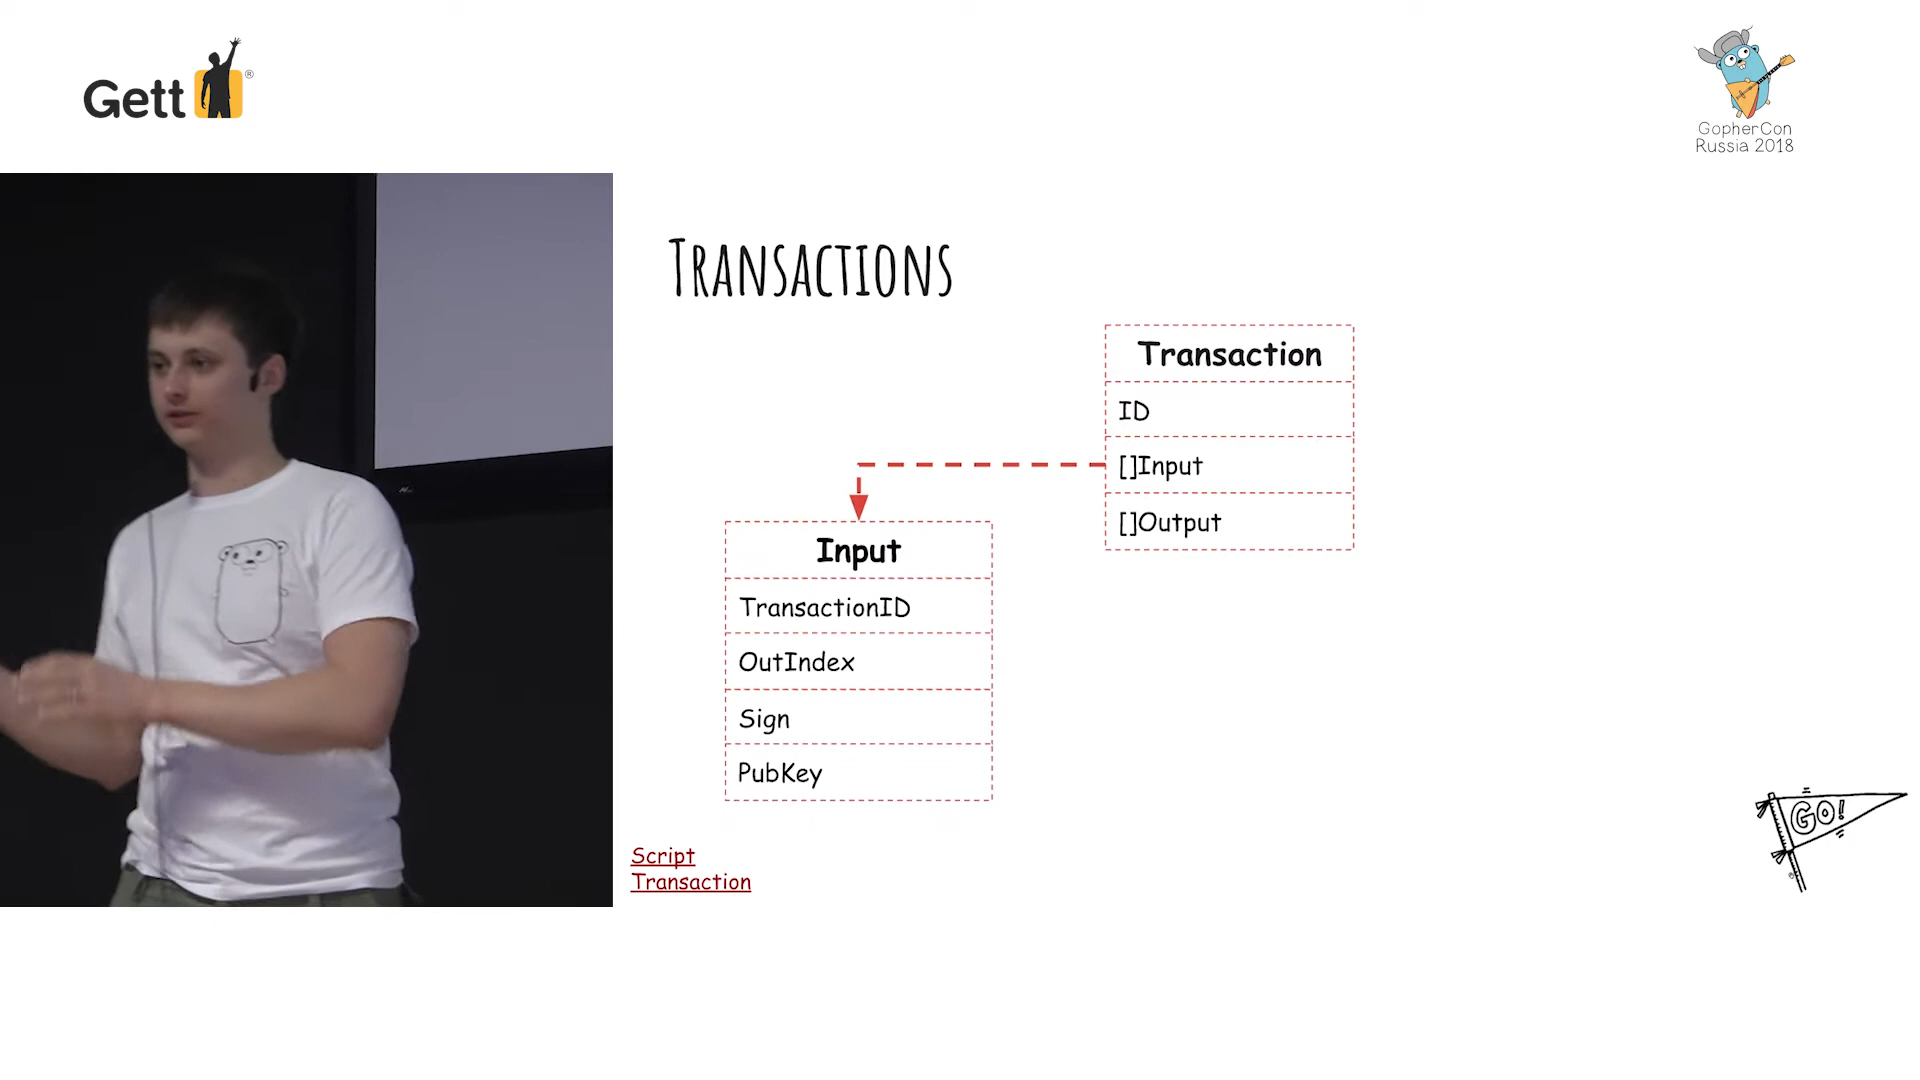 Gett®
GopherCon
Russia 2018
TRANSACTIONS
Transaction
ID
[]Input
[]Output
Input
TransactionID
OutIndex
Sign
PubKey
Script
Transaction
GO!